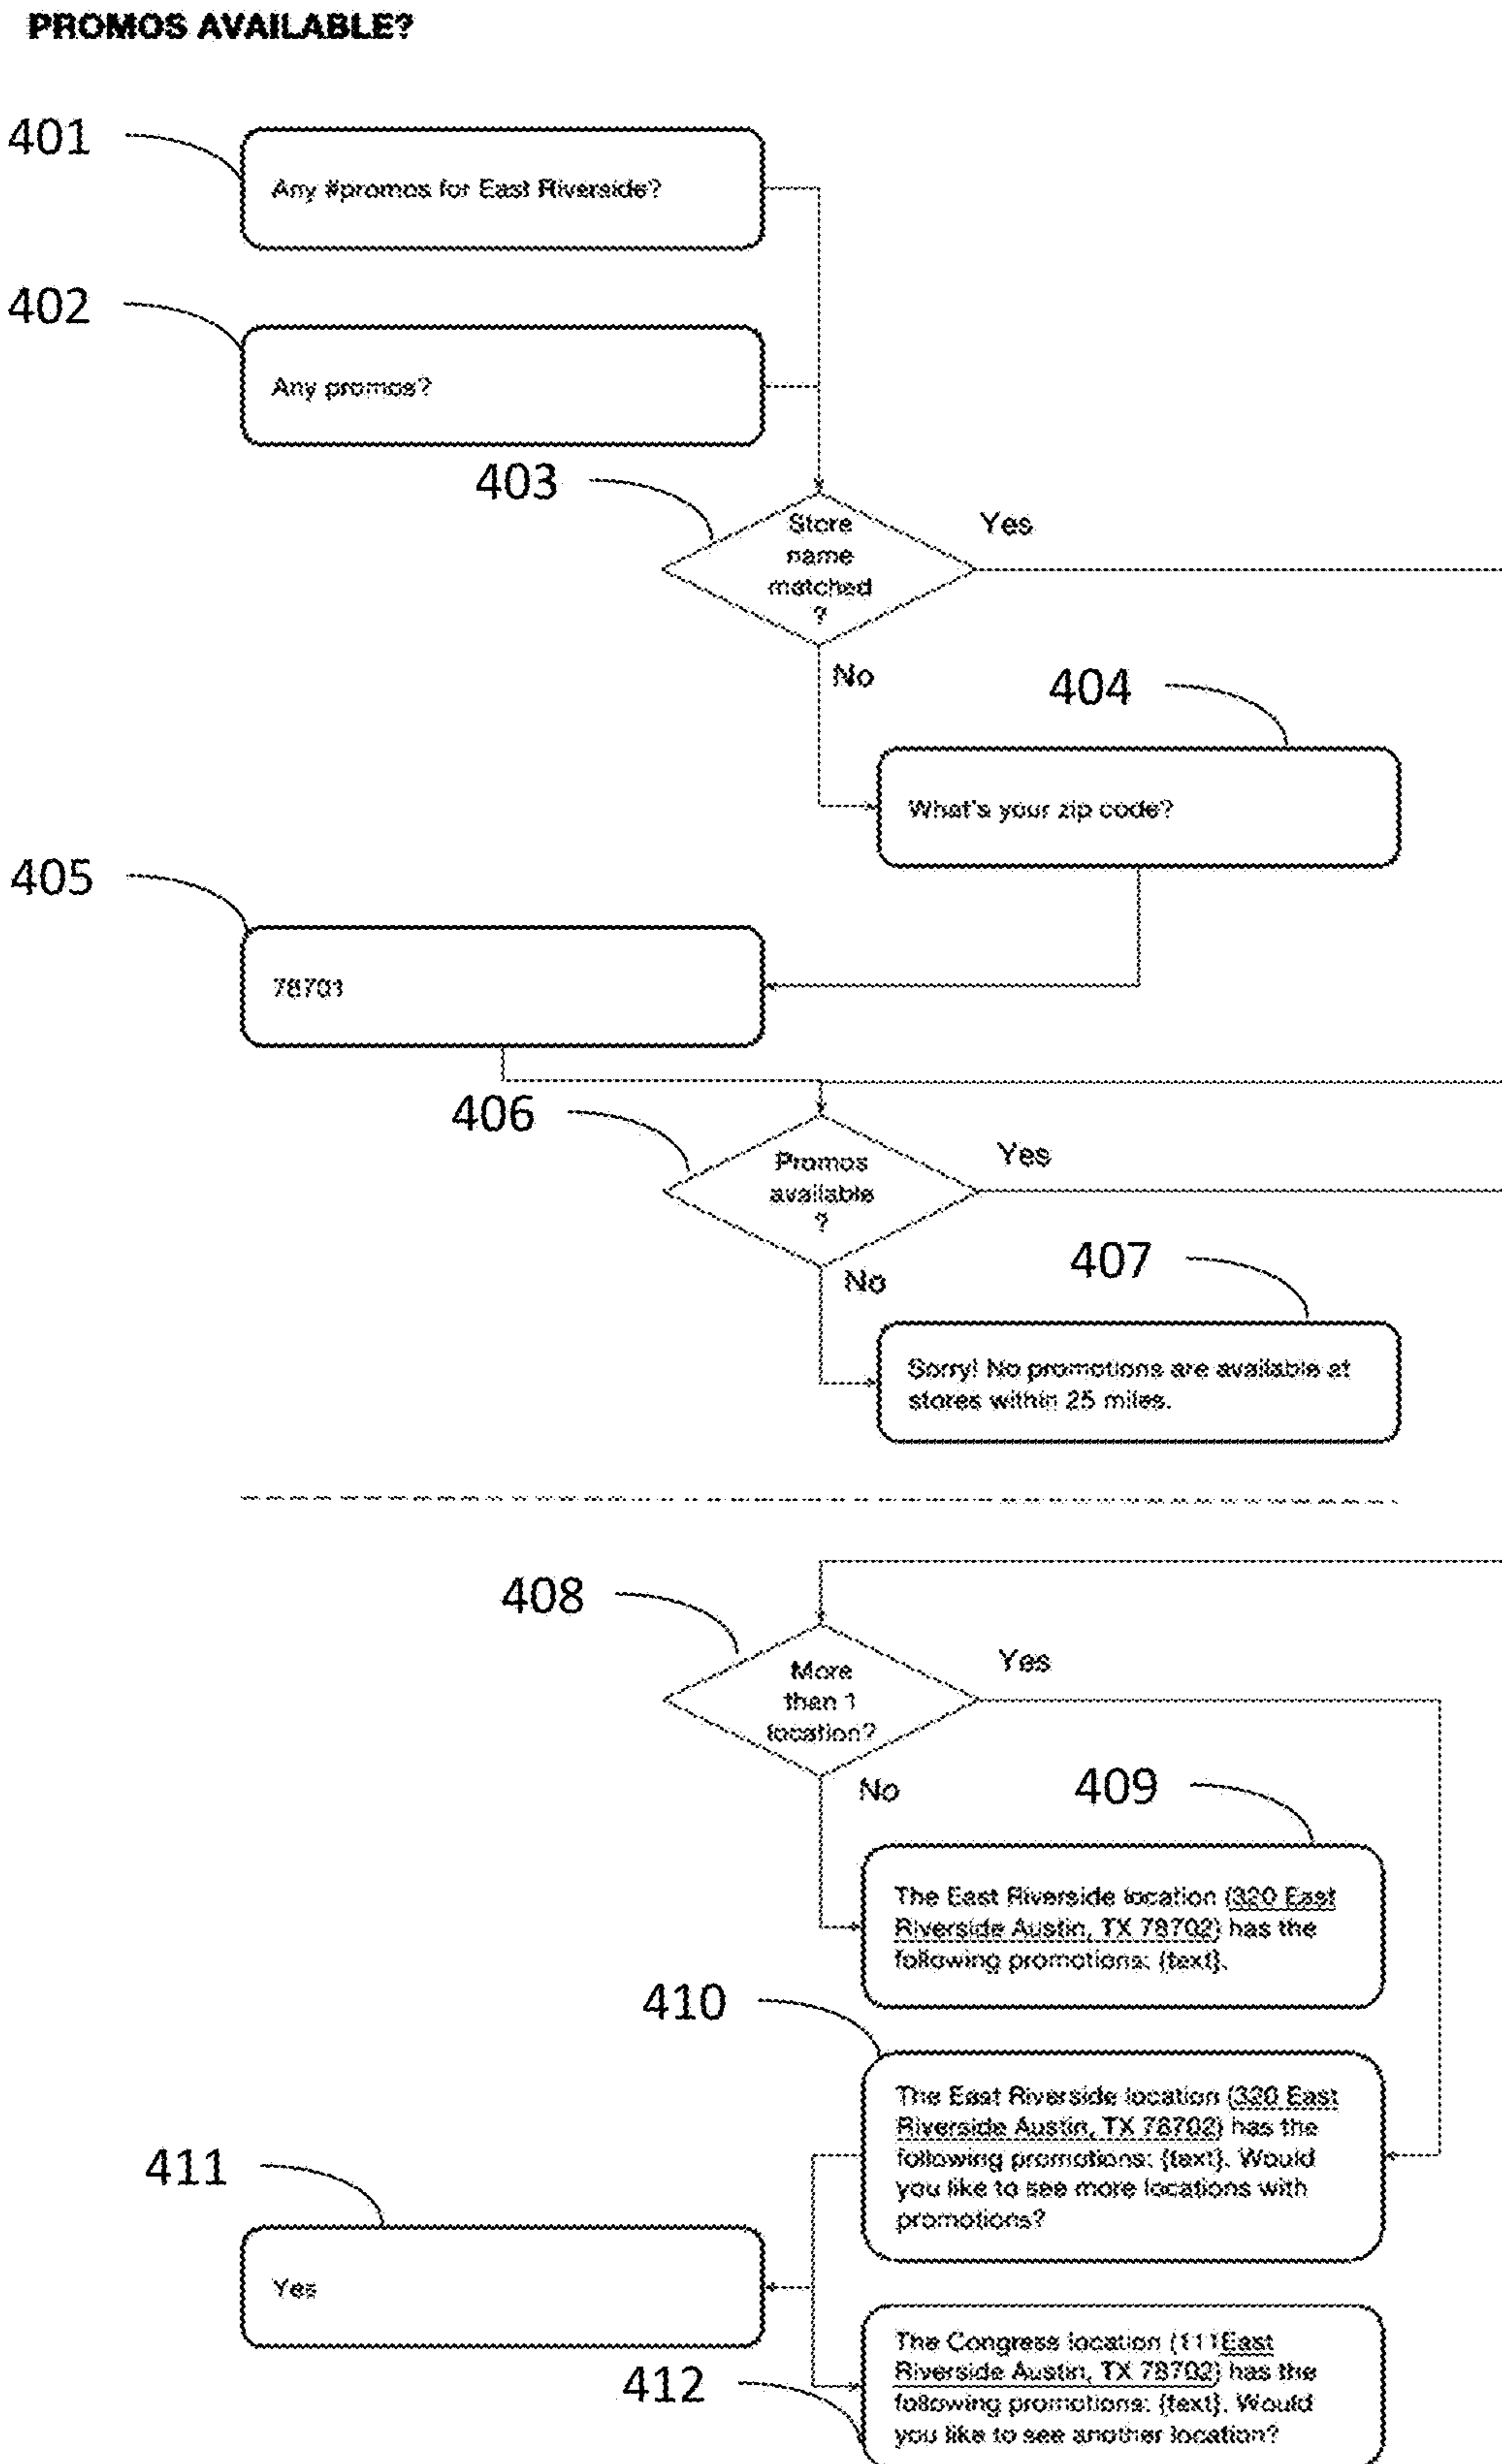 PROMOS AVAILABLE?
401
Any #promos for East Riverside?
402
Any promos?
403
Store
name
matched
?
Yes
No
404
What's your zip code?
405
78701
406
Promos
available
?
Yes
No
407
Sorry! No promotions are available at
stores within 25 miles.
408
More
than 1
location?
Yes
No
409
The East Riverside location (320 East
Riverside Austin, TX 78702) has the
following promotions: {text}.
410
The East Riverside location (320 East
Riverside Austin, TX 78702) has the
following promotions: {text}. Would
you like to see more locations with
promotions?
411
Yes
412
The Congress location (111East
Riverside Austin, TX 78702) has the
following promotions: {text}. Would
you like to see another location?